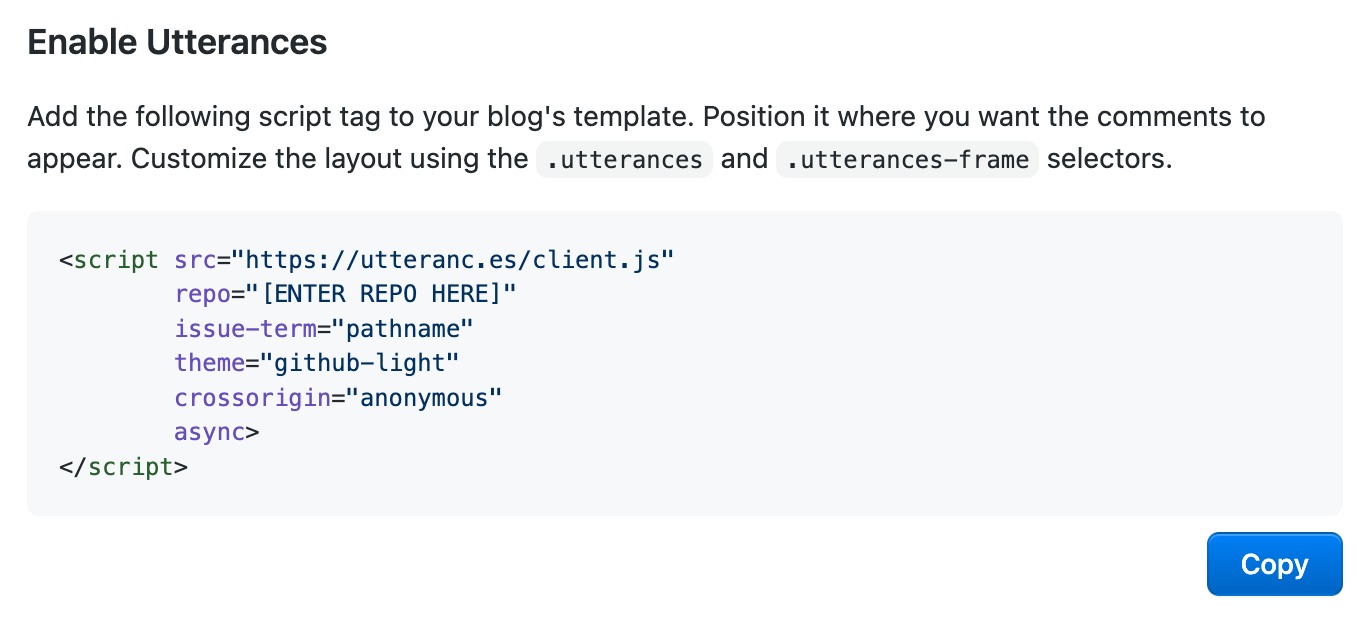 Enable Utterances
Add the following script tag to your blog's template. Position it where you want the comments to
appear. Customize the layout using the .utterances and .utterances-frame selectors.
<script src="https://utteranc.es/client.js"
        repo="[ENTER REPO HERE]"
        issue-term="pathname"
        theme="github-light"
        crossorigin="anonymous"
        async>
</script>
Copy